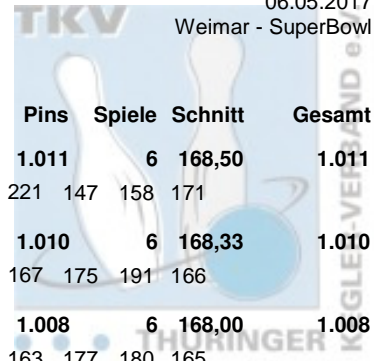 06.05.2017
TKV
Weimar - SuperBowl
Pins Spiele Schnitt Gesamt
1.011 6 168,50 1.011
221 147 158 171
1.010 6 168,33 1.010
167 175 191 166
1.008 6 168,00 1.008
163 177 180 165
THÜRINGER
KEGLER-VERBAND e.V.